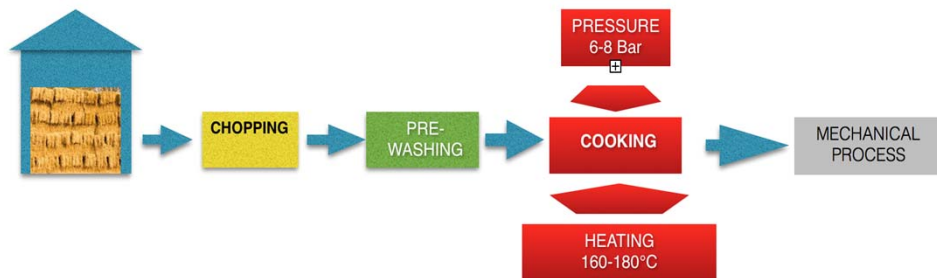 PRESSURE
6-8 Bar
CHOPPING
PRE-
WASHING
COOKING
MECHANICAL
PROCESS
HEATING
160-180°C